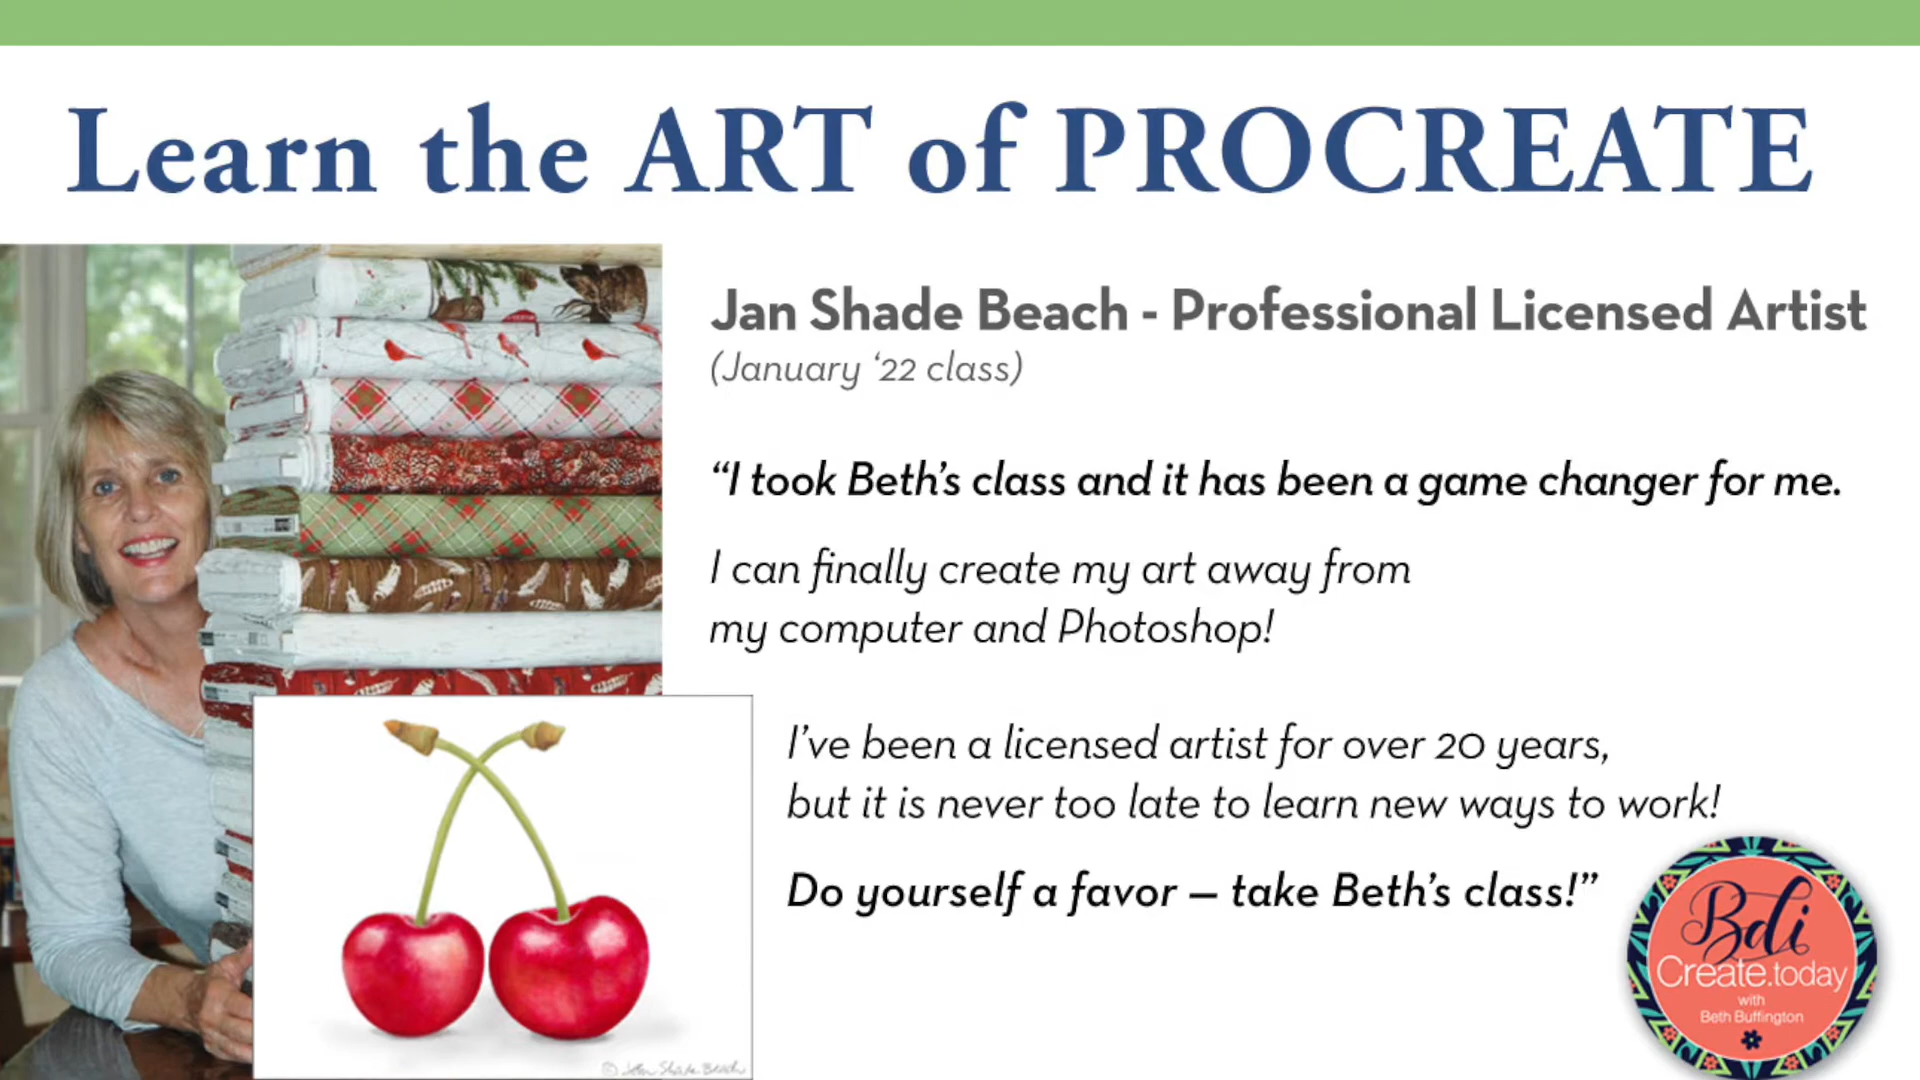 Learn the ART of PROCREATE
Jan Shade Beach - Professional Licensed Artist
(January ‘22 class)
“I took Beth’s class and it has been a game changer for me.
I can finally create my art away from
my computer and Photoshop!
I’ve been a licensed artist for over 20 years,
but it is never too late to learn new ways to work!
Do yourself a favor – take Beth’s class!”
Bdi
Create.today
with
Beth Buffington
© Jan Shade Beach